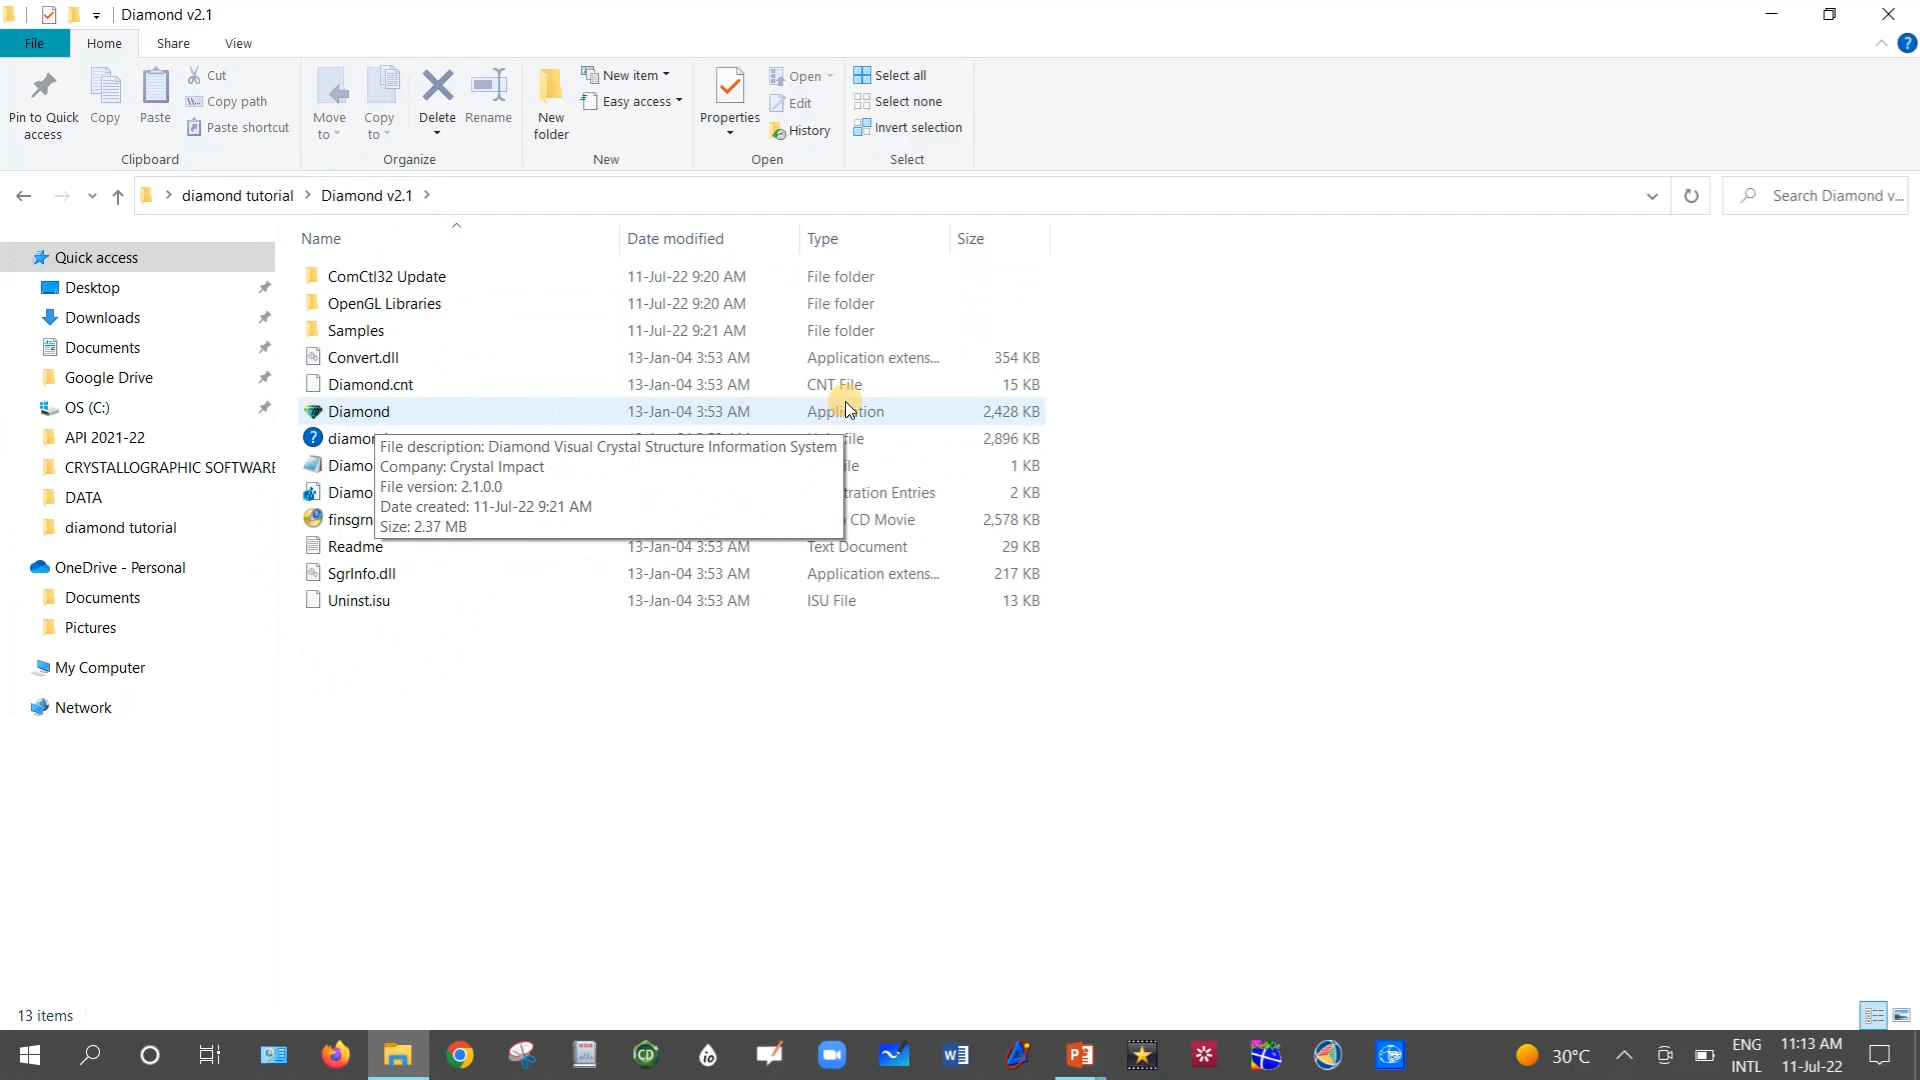 Diamond v2.1
File Home Share View
Pin to Quick access
Copy
Paste
Cut
Copy path
Paste shortcut
Clipboard
Move to
Copy to
Delete
Rename
Organize
New folder
New item
Easy access
New
Properties
Open
Edit
History
Open
Select all
Select none
Invert selection
Select
diamond tutorial > Diamond v2.1 >
Search Diamond v...
Quick access
Desktop
Downloads
Documents
Google Drive
OS (C:)
API 2021-22
CRYSTALLOGRAPHIC SOFTWARE
DATA
diamond tutorial
OneDrive - Personal
Documents
Pictures
My Computer
Network
Name Date modified Type Size
ComCtl32 Update 11-Jul-22 9:20 AM File folder
OpenGL Libraries 11-Jul-22 9:20 AM File folder
Samples 11-Jul-22 9:21 AM File folder
Convert.dll 13-Jan-04 3:53 AM Application extens... 354 KB
Diamond.cnt 13-Jan-04 3:53 AM CNT File 15 KB
Diamond 13-Jan-04 3:53 AM Application 2,428 KB
2,896 KB
Diamo 1 KB
Diamo tration Entries 2 KB
finsgrn CD Movie 2,578 KB
Readme 13-Jan-04 3:53 AM Text Document 29 KB
SgrInfo.dll 13-Jan-04 3:53 AM Application extens... 217 KB
Uninst.isu 13-Jan-04 3:53 AM ISU File 13 KB
File description: Diamond Visual Crystal Structure Information System
Company: Crystal Impact
File version: 2.1.0.0
Date created: 11-Jul-22 9:21 AM
Size: 2.37 MB
13 items
30°C
ENG
INTL
11:13 AM
11-Jul-22